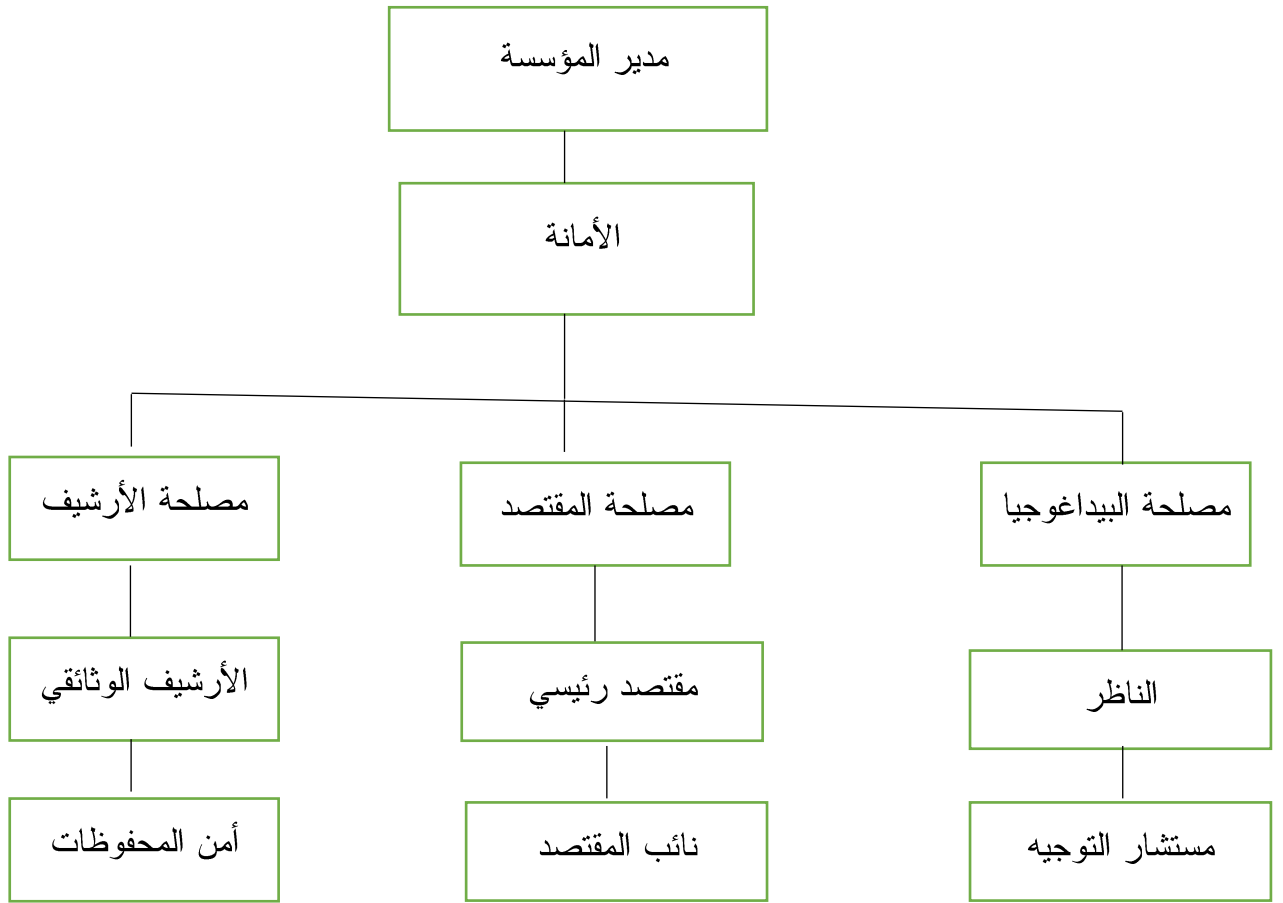 مدير المؤسسة
الأمانة
مصلحة البيداغوجيا
مصلحة المقتصد
مصلحة الأرشيف
الناظر
مقتصد رئيسي
الأرشيف الوثائقي
مستشار التوجيه
نائب المقتصد
أمن المحفوظات